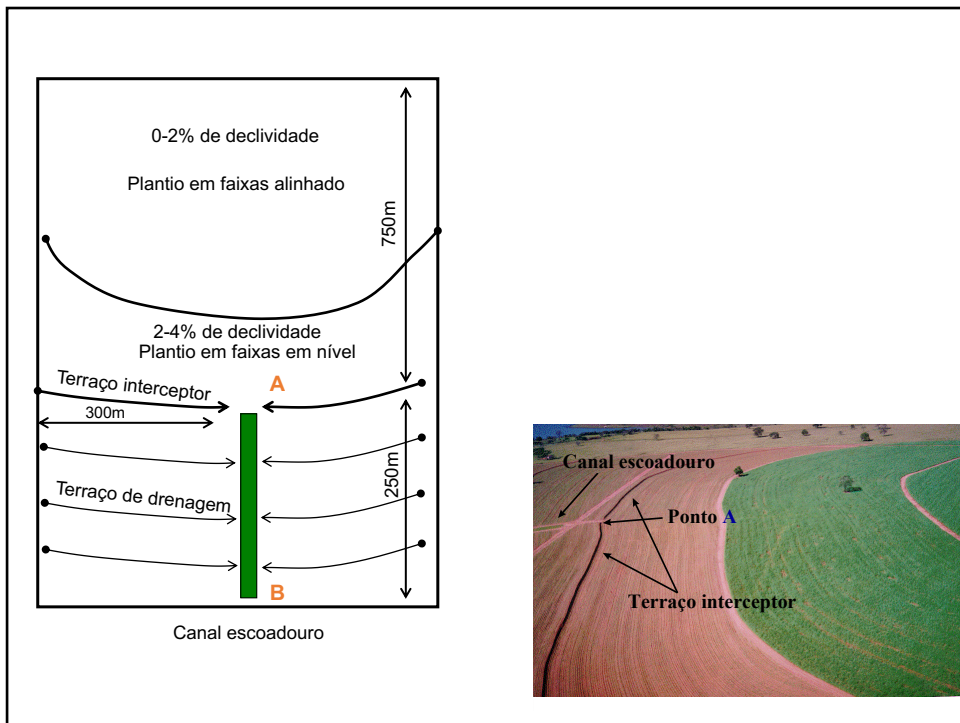 0-2% de declividade
Plantio em faixas alinhado
750m
2-4% de declividade
Plantio em faixas em nível
Terraço interceptor
A
300m
250m
Terraço de drenagem
B
Canal escoadouro
Canal escoadouro
Ponto A
Terraço interceptor